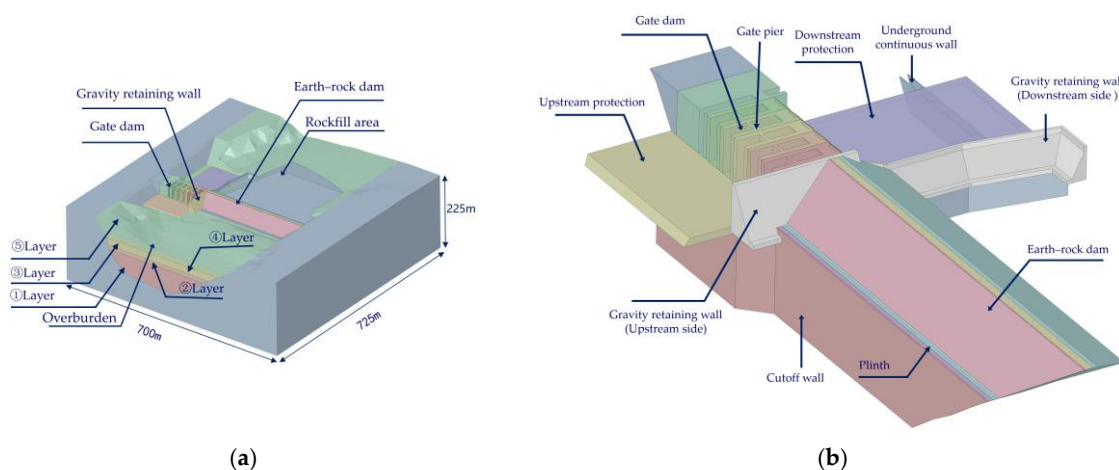 Gravity retaining wall
Gate dam
Earth–rock dam
Rockfill area
225m
⑤Layer
③Layer
①Layer
④Layer
②Layer
Overburden
700m
725m
(a)
Gate dam
Gate pier
Downstream
protection
Underground
continuous wall
Gravity retaining wall
(Downstream side )
Upstream protection
Earth–rock dam
Gravity retaining wall
(Upstream side)
Cutoff wall
Plinth
(b)